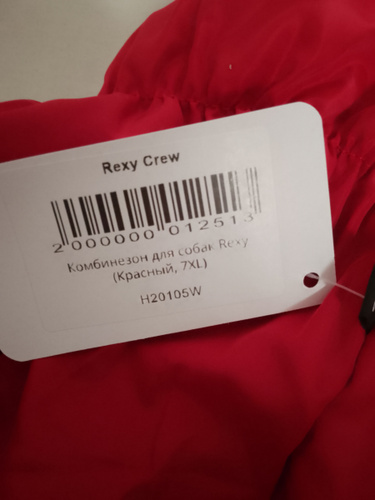 Rexy Crew
2 000000 012513
Комбинезон для собак Rexy
(Красный, 7XL)
H20105W